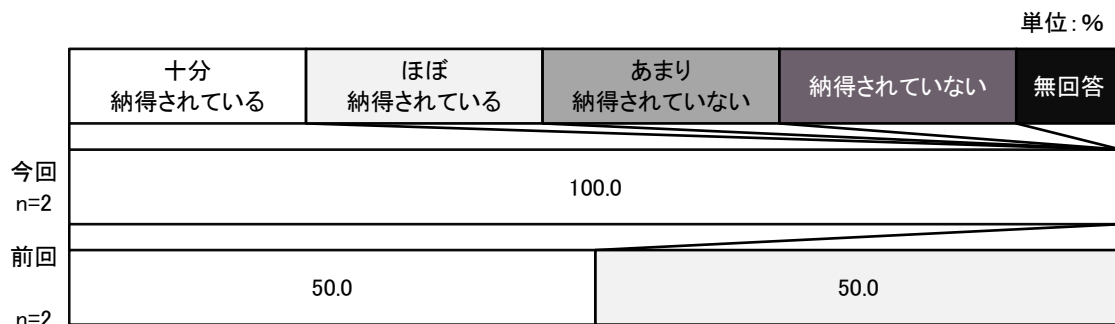 単位：％
十分
納得されている
ほぼ
納得されている
あまり
納得されていない
納得されていない
無回答
今回
n=2
100.0
前回
n=2
50.0
50.0